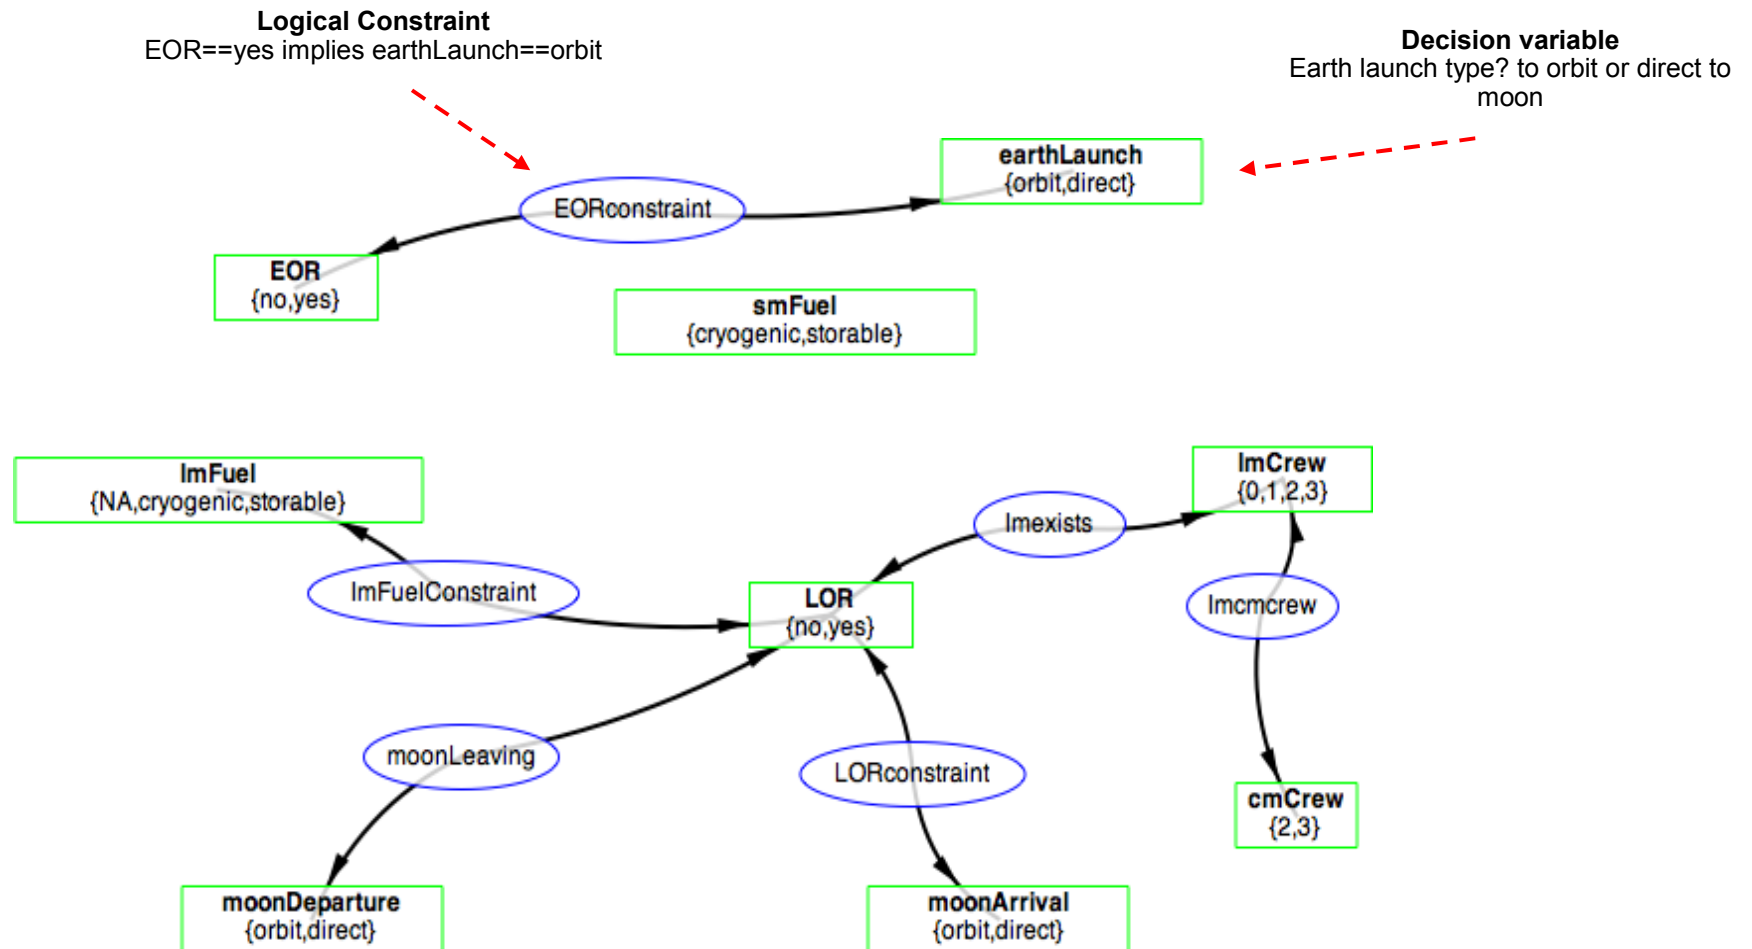 Logical Constraint
EOR==yes implies earthLaunch==orbit
Decision variable
Earth launch type? to orbit or direct to
moon
earthLaunch
{orbit,direct}
EORconstraint
EOR
{no,yes}
smFuel
{cryogenic,storable}
lmFuel
{NA,cryogenic,storable}
lmCrew
{0,1,2,3}
lmexists
lmFuelConstraint
LOR
{no,yes}
lmcmcrew
moonLeaving
LORconstraint
cmCrew
{2,3}
moonDeparture
{orbit,direct}
moonArrival
{orbit,direct}